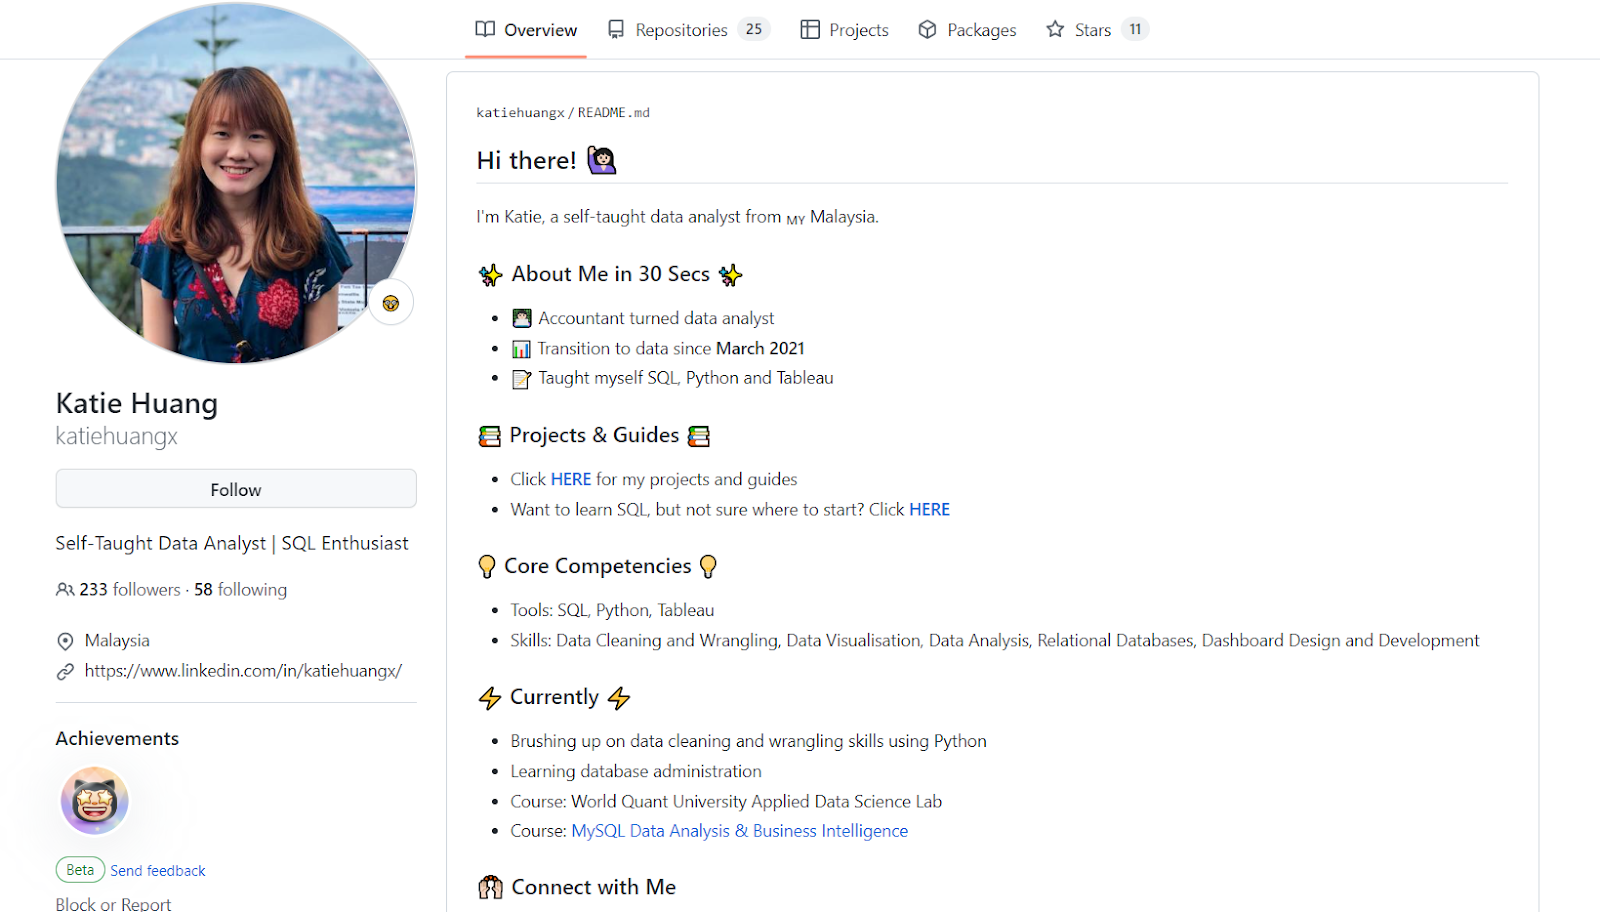 Overview Repositories 25 Projects Packages Stars 11
katiehuangx / README.md
Hi there! 🙋🏻‍♀️
I'm Katie, a self-taught data analyst from MY Malaysia.
✨ About Me in 30 Secs ✨
👩🏻‍🏫 Accountant turned data analyst
📊 Transition to data since March 2021
📝 Taught myself SQL, Python and Tableau
📚 Projects & Guides 📚
Click HERE for my projects and guides
Want to learn SQL, but not sure where to start? Click HERE
💡 Core Competencies 💡
Tools: SQL, Python, Tableau
Skills: Data Cleaning and Wrangling, Data Visualisation, Data Analysis, Relational Databases, Dashboard Design and Development
⚡ Currently ⚡
Brushing up on data cleaning and wrangling skills using Python
Learning database administration
Course: World Quant University Applied Data Science Lab
Course: MySQL Data Analysis & Business Intelligence
🙌🏻 Connect with Me
Katie Huang
katiehuangx
Follow
Self-Taught Data Analyst | SQL Enthusiast
233 followers · 58 following
Malaysia
https://www.linkedin.com/in/katiehuangx/
Achievements
Beta Send feedback
Block or Report